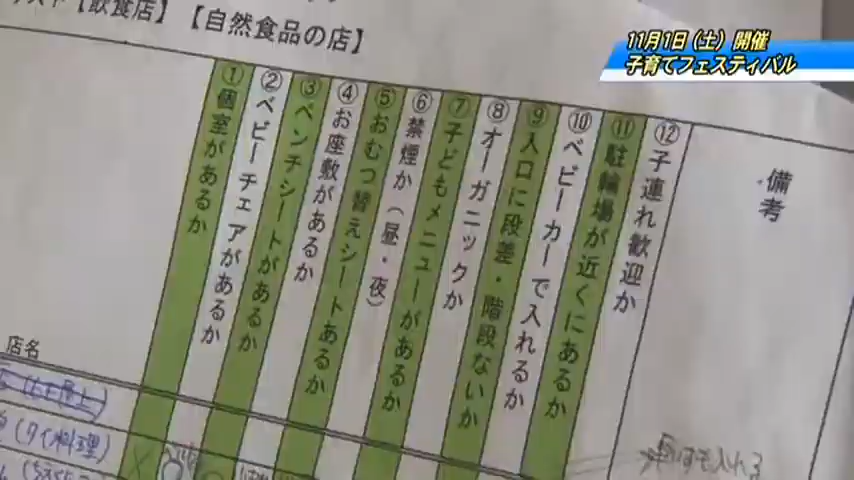 11月1日（土）開催
子育てフェスティバル
【飲食店】【自然食品の店】
①個室があるか
②ベビーチェアがあるか
③ベンチシートがあるか
④お座敷があるか
⑤おむつ替えシートあるか
⑥禁煙か（昼・夜）
⑦子どもメニューがあるか
⑧オーガニックか
⑨入口に段差・階段ないか
⑩ベビーカーで入れるか
⑪駐輪場が近くにあるか
⑫子連れ歓迎か
備考
店名
(タイ料理)